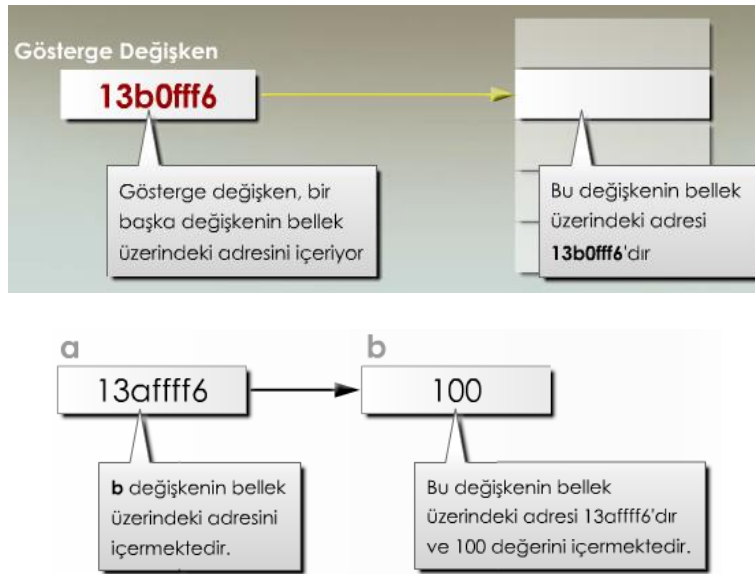 Gösterge Değişken
13b0fff6
Gösterge değişken, bir
başka değişkenin bellek
üzerindeki adresini içeriyor
Bu değişkenin bellek
üzerindeki adresi
13b0fff6'dır
a
b
13affff6
100
b değişkenin bellek
üzerindeki adresini
içermektedir.
Bu değişkenin bellek
üzerindeki adresi 13affff6'dır
ve 100 değerini içermektedir.